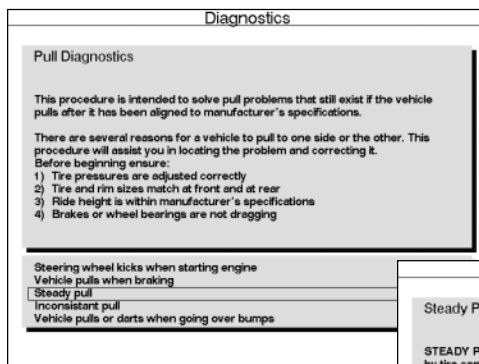 Diagnostics
Pull Diagnostics
This procedure is intended to solve pull problems that still exist if the vehicle
pulls after it has been aligned to manufacturer's specifications.
There are several reasons for a vehicle to pull to one side or the other. This
procedure will assist you in locating the problem and correcting it.
Before beginning ensure:
1) Tire pressures are adjusted correctly
2) Tire and rim sizes match at front and at rear
3) Ride height is within manufacturer's specifications
4) Brakes or wheel bearings are not dragging
Steering wheel kicks when starting engine
Vehicle pulls when braking
Steady pull
Inconsistant pull
Vehicle pulls or darts when going over bumps
Steady P
STEADY P